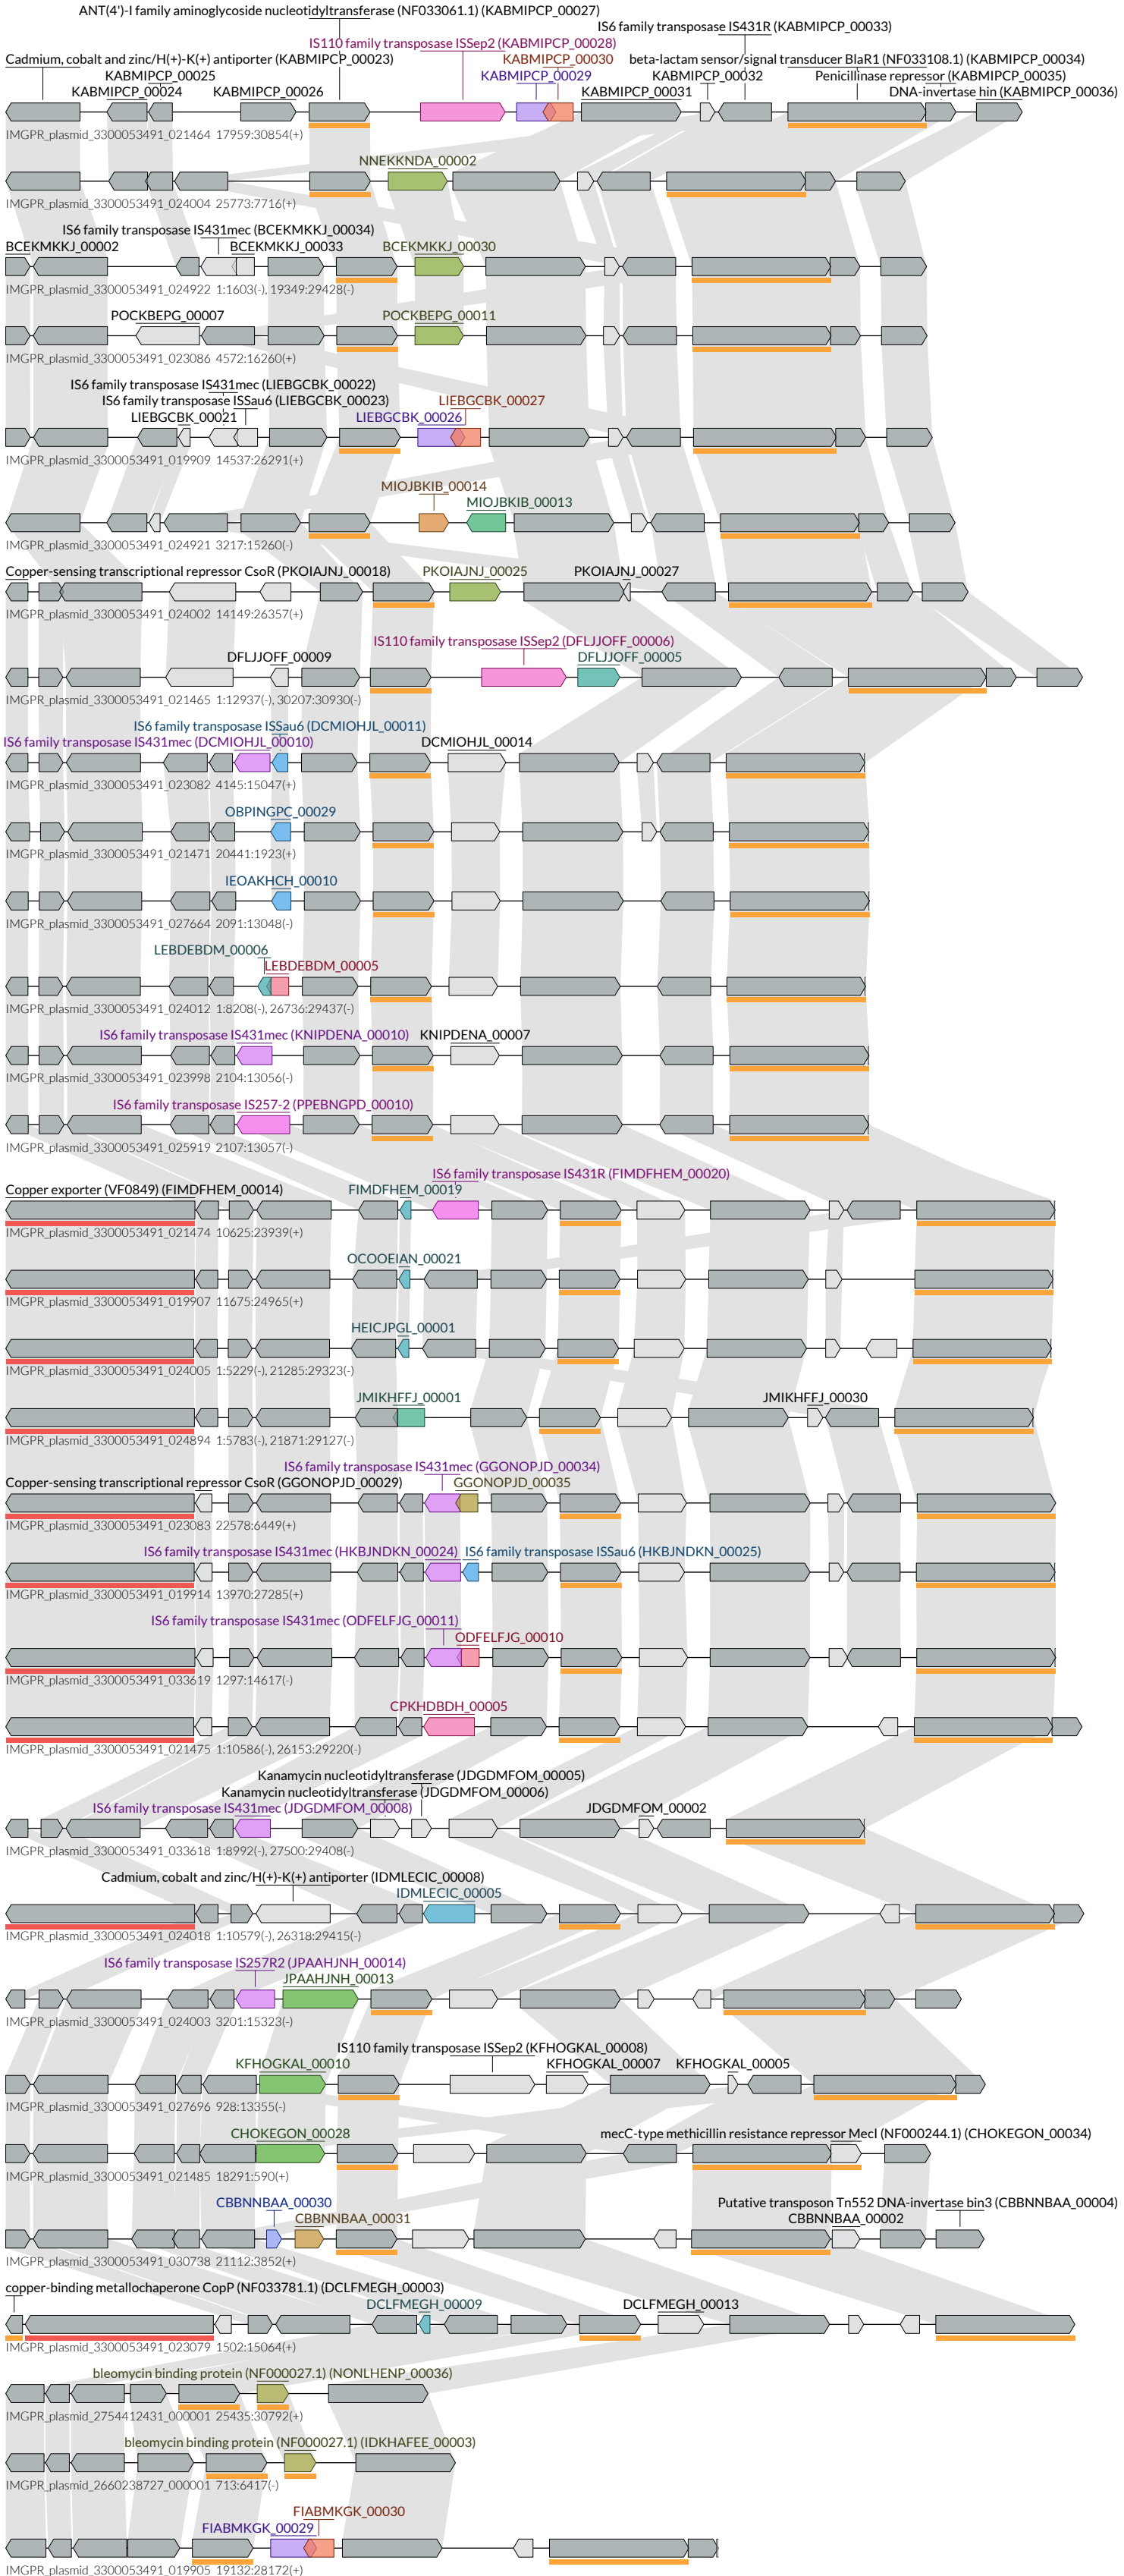 ANT(4')-I family aminoglycoside nucleotidyltransferase (NF033061.1) (KABMIPCP_00027)
IS6 family transposase IS431R (KABMIPCP_00033)
IS110 family transposase ISSep2 (KABMIPCP_00028)
Cadmium, cobalt and zinc/H(+)-K(+) antiporter (KABMIPCP_00023)
KABMIPCP_00030
beta-lactam sensor/signal transducer BlaR1 (NF033108.1) (KABMIPCP_00034)
KABMIPCP_00025
KABMIPCP_00029
KABMIPCP_00032
Penicillinase repressor (KABMIPCP_00035)
KABMIPCP_00024
KABMIPCP_00026
KABMIPCP_00031
DNA-invertase hin (KABMIPCP_00036)
IMGPR_plasmid_3300053491_021464 17959:30854(+)
NNEKKNDA_00002
IMGPR_plasmid_3300053491_024004 25773:7716(+)
IS6 family transposase IS431mec (BCEKMKKJ_00034)
BCEKMKKJ_00002
BCEKMKKJ_00033
BCEKMKKJ_00030
IMGPR_plasmid_3300053491_024922 1:1603(-), 19349:29428(-)
POCKBEPG_00007
POCKBEPG_00011
IMGPR_plasmid_3300053491_023086 4572:16260(+)
IS6 family transposase IS431mec (LIEBGCBK_00022)
IS6 family transposase ISSau6 (LIEBGCBK_00023)
LIEBGCBK_00027
LIEBGCBK_00021
LIEBGCBK_00026
IMGPR_plasmid_3300053491_019909 14537:26291(+)
MIOJBKIB_00014
MIOJBKIB_00013
IMGPR_plasmid_3300053491_024921 3217:15260(-)
Copper-sensing transcriptional repressor CsoR (PKOIAJNJ_00018)
PKOIAJNJ_00025
PKOIAJNJ_00027
IMGPR_plasmid_3300053491_024002 14149:26357(+)
IS110 family transposase ISSep2 (DFLJJOFF_00006)
DFLJJOFF_00009
DFLJJOFF_00005
IMGPR_plasmid_3300053491_021465 1:12937(-), 30207:30930(-)
IS6 family transposase ISSau6 (DCMIOHJL_00011)
IS6 family transposase IS431mec (DCMIOHJL_00010)
DCMIOHJL_00014
IMGPR_plasmid_3300053491_023082 4145:15047(+)
OBPINGPC_00029
IMGPR_plasmid_3300053491_021471 20441:1923(+)
IEOAKHCH_00010
IMGPR_plasmid_3300053491_027664 2091:13048(-)
LEBDEBDM_00006
LEBDEBDM_00005
IMGPR_plasmid_3300053491_024012 1:8208(-), 26736:29437(-)
IS6 family transposase IS431mec (KNIPDENA_00010)
KNIPDENA_00007
IMGPR_plasmid_3300053491_023998 2104:13056(-)
IS6 family transposase IS257-2 (PPEBNGPD_00010)
IMGPR_plasmid_3300053491_025919 2107:13057(-)
IS6 family transposase IS431R (FIMDFHEM_00020)
Copper exporter (VF0849) (FIMDFHEM_00014)
FIMDFHEM_00019
IMGPR_plasmid_3300053491_021474 10625:23939(+)
OCOOEIAN_00021
IMGPR_plasmid_3300053491_019907 11675:24965(+)
HEICJPGL_00001
IMGPR_plasmid_3300053491_024005 1:5229(-), 21285:29323(-)
JMIKHFFJ_00001
JMIKHFFJ_00030
IMGPR_plasmid_3300053491_024894 1:5783(-), 21871:29127(-)
IS6 family transposase IS431mec (GGONOPJD_00034)
Copper-sensing transcriptional repressor CsoR (GGONOPJD_00029)
GGONOPJD_00035
IMGPR_plasmid_3300053491_023083 22578:6449(+)
IS6 family transposase IS431mec (HKBJNDKN_00024)
IS6 family transposase ISSau6 (HKBJNDKN_00025)
IMGPR_plasmid_3300053491_019914 13970:27285(+)
IS6 family transposase IS431mec (ODFELFJG_00011)
ODFELFJG_00010
IMGPR_plasmid_3300053491_033619 1297:14617(-)
CPKHDBDH_00005
IMGPR_plasmid_3300053491_021475 1:10586(-), 26153:29220(-)
Kanamycin nucleotidyltransferase (JDGDMFOM_00005)
Kanamycin nucleotidyltransferase (JDGDMFOM_00006)
IS6 family transposase IS431mec (JDGDMFOM_00008)
JDGDMFOM_00002
IMGPR_plasmid_3300053491_033618 1:8992(-), 27500:29408(-)
Cadmium, cobalt and zinc/H(+)-K(+) antiporter (IDMLECIC_00008)
IDMLECIC_00005
IMGPR_plasmid_3300053491_024018 1:10579(-), 26318:29415(-)
IS6 family transposase IS257R2 (JPAAHJNH_00014)
JPAAHJNH_00013
IMGPR_plasmid_3300053491_024003 3201:15323(-)
IS110 family transposase ISSep2 (KFHOGKAL_00008)
KFHOGKAL_00010
KFHOGKAL_00007
KFHOGKAL_00005
IMGPR_plasmid_3300053491_027696 928:13355(-)
CHOKEGON_00028
mecC-type methicillin resistance repressor MecI (NF000244.1) (CHOKEGON_00034)
IMGPR_plasmid_3300053491_021485 18291:590(+)
CBBNNBAA_00030
Putative transposon Tn552 DNA-invertase bin3 (CBBNNBAA_00004)
CBBNNBAA_00031
CBBNNBAA_00002
IMGPR_plasmid_3300053491_030738 21112:3852(+)
copper-binding metallochaperone CopP (NF033781.1) (DCLFMEGH_00003)
DCLFMEGH_00009
DCLFMEGH_00013
IMGPR_plasmid_3300053491_023079 1502:15064(+)
bleomycin binding protein (NF000027.1) (NONLHENP_00036)
IMGPR_plasmid_2754412431_000001 25435:30792(+)
bleomycin binding protein (NF000027.1) (IDKHAFEE_00003)
IMGPR_plasmid_2660238727_000001 713:6417(-)
FIABMKGK_00030
FIABMKGK_00029
IMGPR_plasmid_3300053491_019905 19132:28172(+)